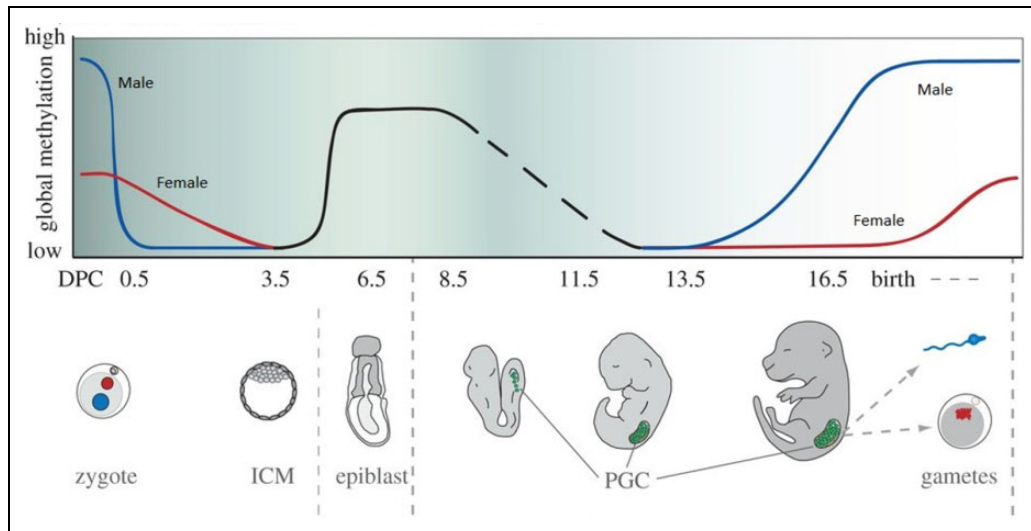 high
Male
Male
global methylation
Female
Female
low
DPC 0.5 3.5 6.5 8.5 11.5 13.5 16.5 birth
zygote ICM epiblast PGC gametes